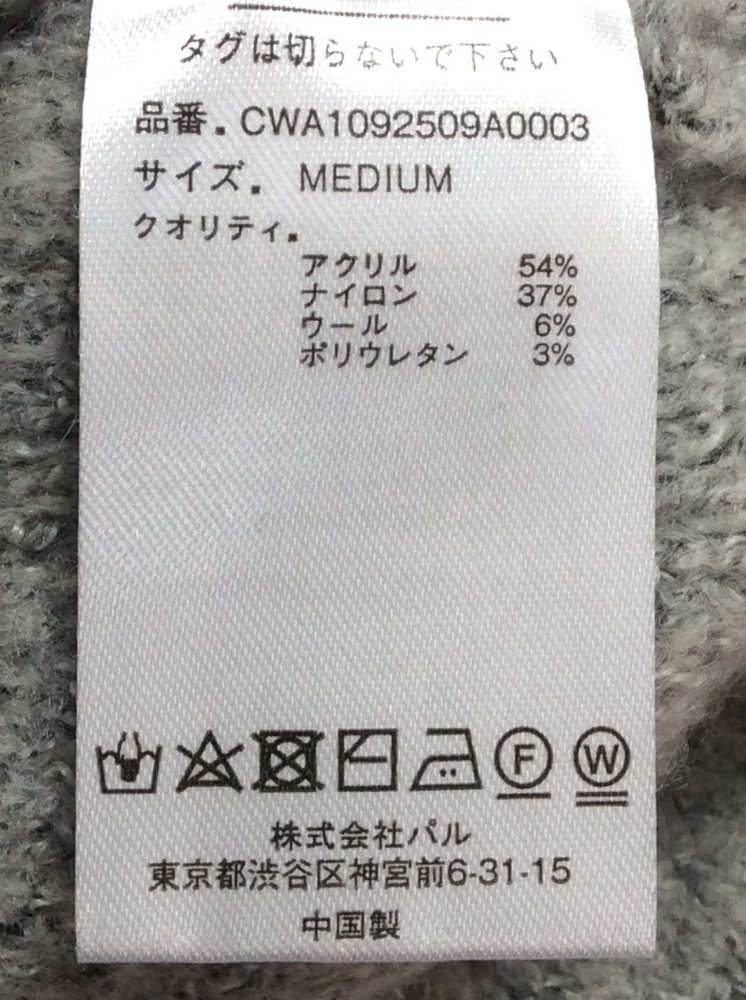 タグは切らないで下さい
品番. CWA1092509A0003
サイズ. MEDIUM
クオリティ.
アクリル 54%
ナイロン 37%
ウール 6%
ポリウレタン 3%
F W
株式会社パル
東京都渋谷区神宮前6-31-15
中国製